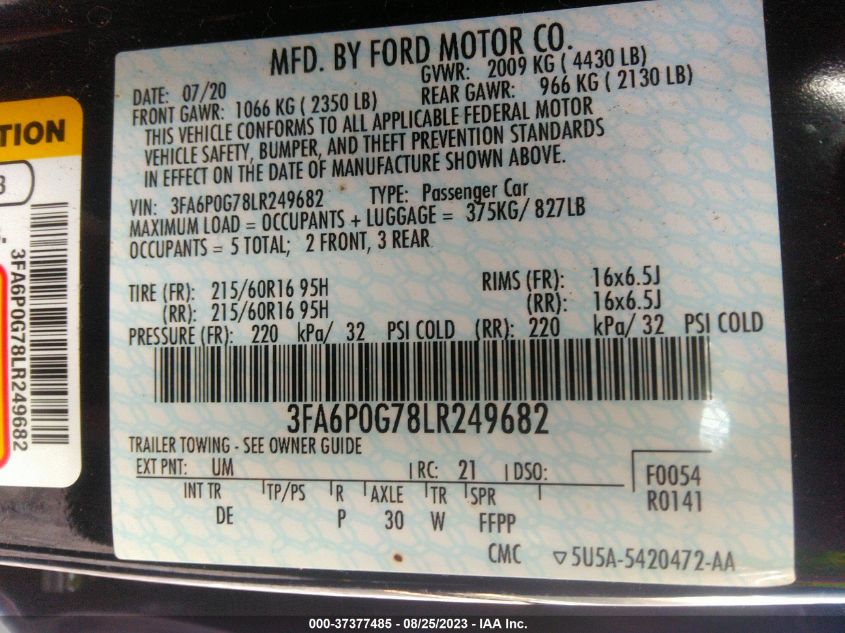 MFD. BY FORD MOTOR CO.
DATE: 07/20 GVWR: 2009 KG ( 4430 LB)
FRONT GAWR: 1066 KG ( 2350 LB) REAR GAWR: 966 KG ( 2130 LB)
THIS VEHICLE CONFORMS TO ALL APPLICABLE FEDERAL MOTOR
VEHICLE SAFETY, BUMPER, AND THEFT PREVENTION STANDARDS
IN EFFECT ON THE DATE OF MANUFACTURE SHOWN ABOVE.
VIN: 3FA6P0G78LR249682 TYPE: Passenger Car
MAXIMUM LOAD = OCCUPANTS + LUGGAGE = 375KG/ 827LB
OCCUPANTS = 5 TOTAL; 2 FRONT, 3 REAR
TIRE (FR): 215/60R16 95H RIMS (FR): 16x6.5J
(RR): 215/60R16 95H (RR): 16x6.5J
PRESSURE (FR): 220 kPa/ 32 PSI COLD (RR): 220 kPa/ 32 PSI COLD
3FA6P0G78LR249682
TRAILER TOWING - SEE OWNER GUIDE
EXT PNT: UM RC: 21 DSO: F0054
R0141
INT TR TP/PS R AXLE TR SPR
DE P 30 W FFPP
CMC ▽5U5A-5420472-AA
3FA6P0G78LR249682
000-37377485 - 08/25/2023 - IAA Inc.